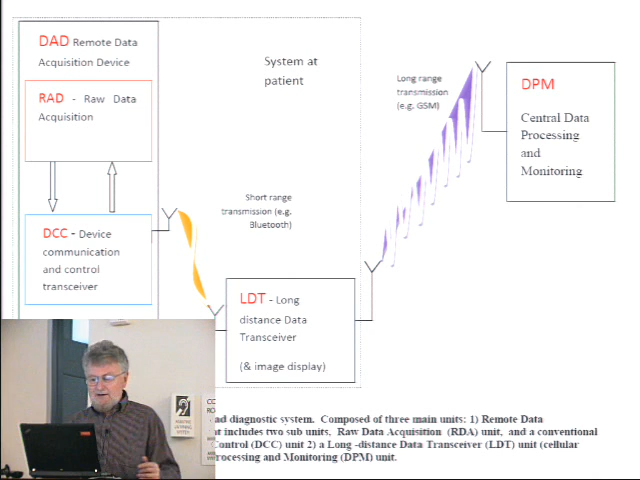 DAD Remote Data
Acquisition Device
RAD - Raw Data
Acquisition
DCC - Device
communication
and control
transceiver
System at
patient
Short range
transmission (e.g.
Bluetooth)
LDT - Long
distance Data
Transceiver
(& image display)
Long range
transmission
(e.g. GSM)
DPM
Central Data
Processing
and
Monitoring
diagnostic system. Composed of three main units: 1) Remote Data
includes two sub units, Raw Data Acquisition (RDA) unit, and a conventional
Control (DCC) unit 2) a Long -distance Data Transceiver (LDT) unit (cellular
and Monitoring (DPM) unit.